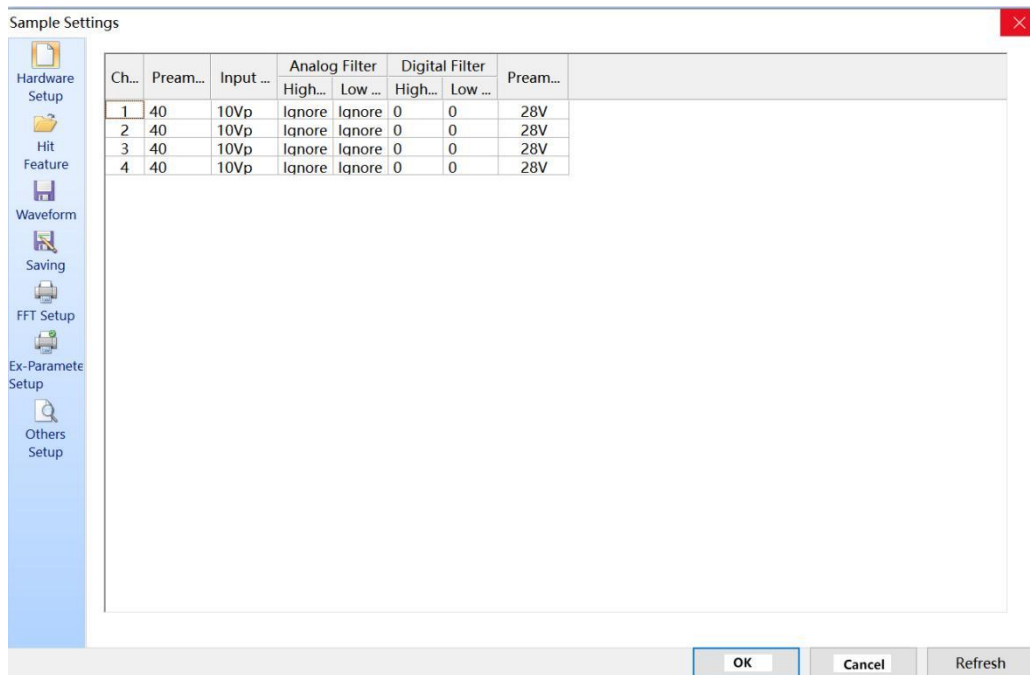 Sample Settings
Hardware
Setup
Hit
Feature
Waveform
Saving
FFT Setup
Ex-Paramete
Setup
Others
Setup
Ch... Pream... Input ... Analog Filter Digital Filter Pream...
High... Low ... High... Low ...
1 40 10Vp Ignore Ignore 0 0 28V
2 40 10Vp Ignore Ignore 0 0 28V
3 40 10Vp Ignore Ignore 0 0 28V
4 40 10Vp Ignore Ignore 0 0 28V
OK Cancel Refresh